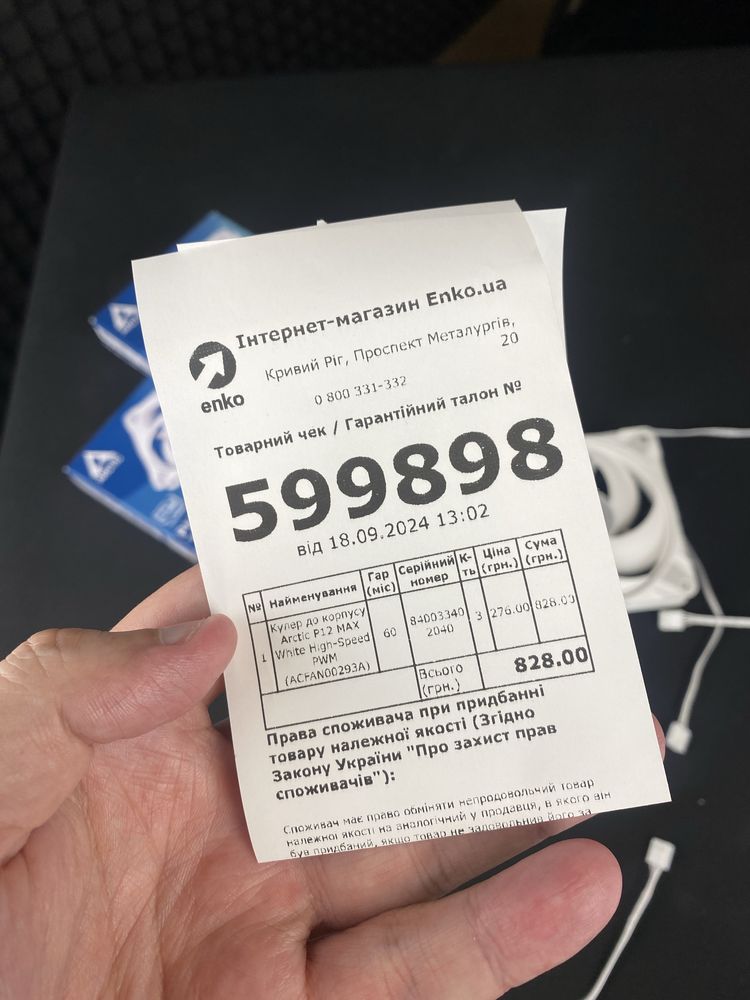 Інтернет-магазин Enko.ua
Кривий Ріг, Проспект Металургів,
20
enko
0 800 331-332
Товарний чек / Гарантійний талон №
599898
від 18.09.2024 13:02
№ Найменування Гар (міс) Серійний номер К-ть Ціна (грн.) Сума (грн.)
1 Кулер до корпусу Arctic P12 MAX White High-Speed PWM (ACFAN00293A) 60 84003340 2040 3 276.00 828.00
Всього (грн.) 828.00
Права споживача при придбанні
товару належної якості (Згідно
Закону України "Про захист прав
споживачів"):
Споживач має право обміняти непродовольчий товар
належної якості на аналогічний у продавця, в якого він
був придбаний, якщо товар не задовольнив його за